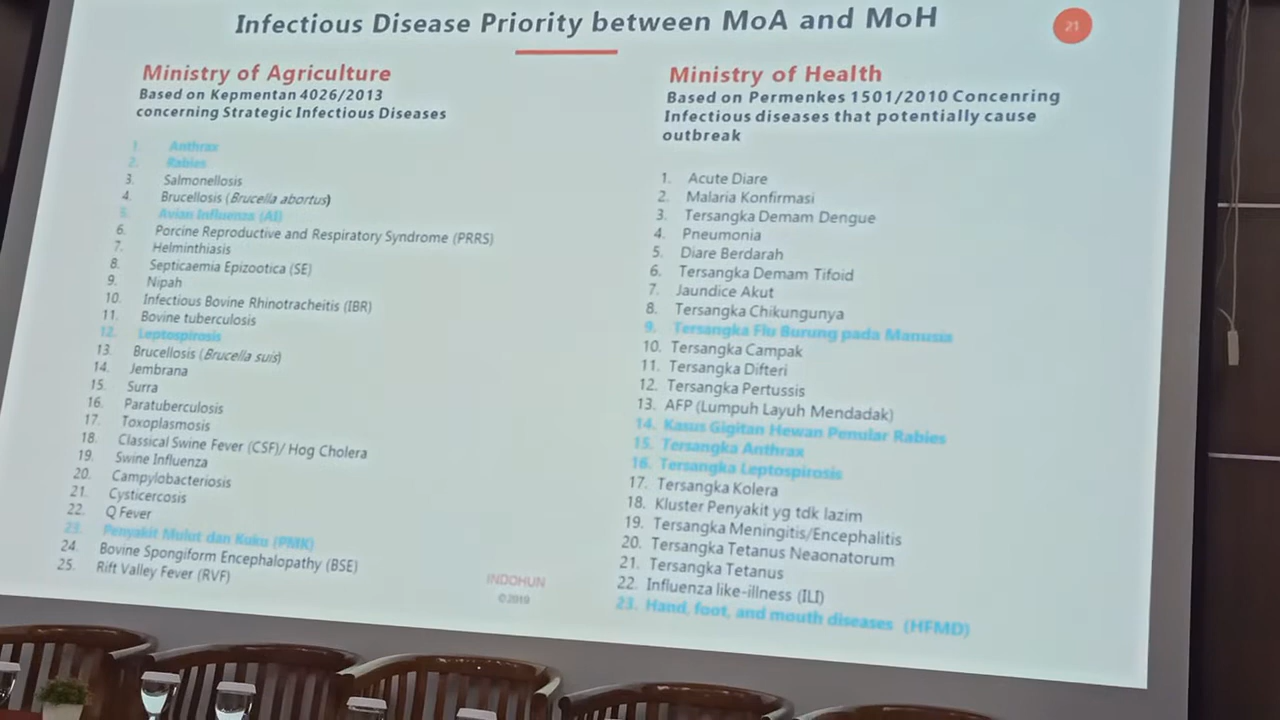 Infectious Disease Priority between MoA and MoH
21
Ministry of Agriculture
Based on Kepmentan 4026/2013
concerning Strategic Infectious Diseases
1. Anthrax
2. Rabies
3. Salmonellosis
4. Brucellosis (Brucella abortus)
5. Avian Influenza (AI)
6. Porcine Reproductive and Respiratory Syndrome (PRRS)
7. Helminthiasis
8. Septicaemia Epizootica (SE)
9. Nipah
10. Infectious Bovine Rhinotracheitis (IBR)
11. Bovine tuberculosis
12. Leptospirosis
13. Brucellosis (Brucella suis)
14. Jembrana
15. Surra
16. Paratuberculosis
17. Toxoplasmosis
18. Classical Swine Fever (CSF)/ Hog Cholera
19. Swine Influenza
20. Campylobacteriosis
21. Cysticercosis
22. Q Fever
23. Penyakit Mulut dan Kuku (PMK)
24. Bovine Spongiform Encephalopathy (BSE)
25. Rift Valley Fever (RVF)
Ministry of Health
Based on Permenkes 1501/2010 Concenring
Infectious diseases that potentially cause
outbreak
1. Acute Diare
2. Malaria Konfirmasi
3. Tersangka Demam Dengue
4. Pneumonia
5. Diare Berdarah
6. Tersangka Demam Tifoid
7. Jaundice Akut
8. Tersangka Chikungunya
9. Tersangka Flu Burung pada Manusia
10. Tersangka Campak
11. Tersangka Difteri
12. Tersangka Pertussis
13. AFP (Lumpuh Layuh Mendadak)
14. Kasus Gigitan Hewan Penular Rabies
15. Tersangka Anthrax
16. Tersangka Leptospirosis
17. Tersangka Kolera
18. Kluster Penyakit yg tdk lazim
19. Tersangka Meningitis/Encephalitis
20. Tersangka Tetanus Neaonatorum
21. Tersangka Tetanus
22. Influenza like-illness (ILI)
23. Hand, foot, and mouth diseases (HFMD)
INDOHUN
©2019